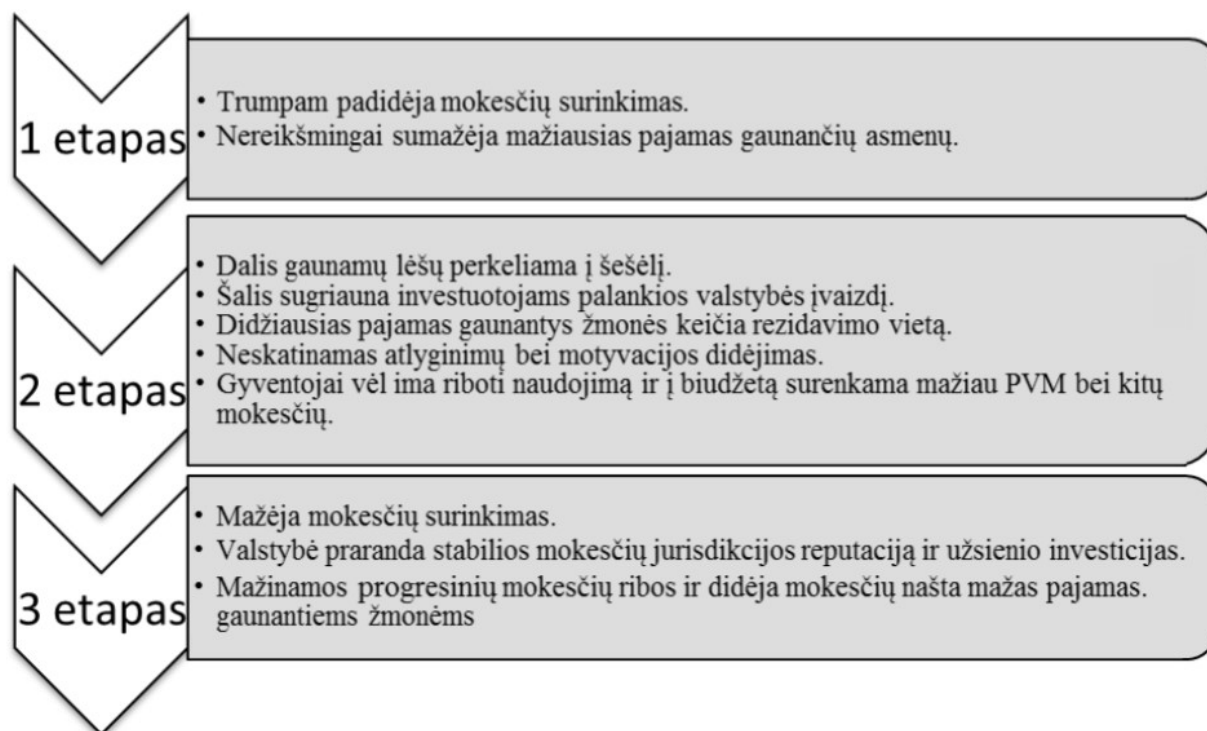 1 etapas
• Trumpam padidėja mokesčių surinkimas.
• Nereikšmingai sumažėja mažiausias pajamas gaunančių asmenų.
2 etapas
• Dalis gaunamų lėšų perkeliama į šešėlį.
• Šalis sugriauna investuotojams palankios valstybės įvaizdį.
• Didžiausias pajamas gaunantys žmonės keičia rezidavimo vietą.
• Neskatinamas atlyginimų bei motyvacijos didėjimas.
• Gyventojai vėl ima riboti naudojimą ir į biudžetą surenkama mažiau PVM bei kitų
mokesčių.
3 etapas
• Mažėja mokesčių surinkimas.
• Valstybė praranda stabilios mokesčių jurisdikcijos reputaciją ir užsienio investicijas.
• Mažinamos progresinių mokesčių ribos ir didėja mokesčių našta mažas pajamas.
gaunantiems žmonėms